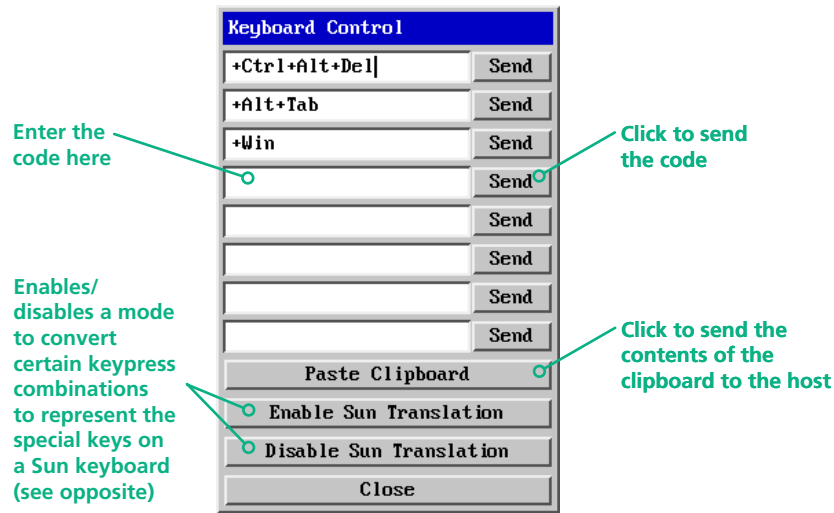 Keyboard Control
+Ctrl+Alt+Del
Send
+Alt+Tab
Send
+Win
Send
Send
Send
Send
Send
Send
Paste Clipboard
Enable Sun Translation
Disable Sun Translation
Close
Enter the
code here
Enables/
disables a mode
to convert
certain keypress
combinations
to represent the
special keys on
a Sun keyboard
(see opposite)
Click to send
the code
Click to send the
contents of the
clipboard to the host